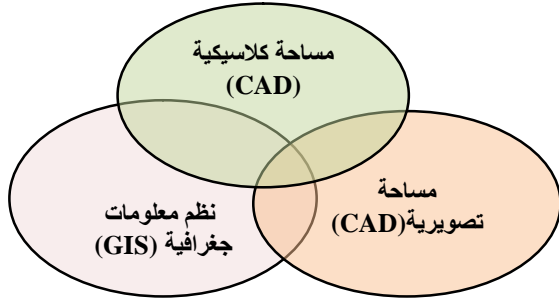 مساحة كلاسيكية
(CAD)
مساحة
تصويرية(CAD)
نظم معلومات
جغرافية (GIS)